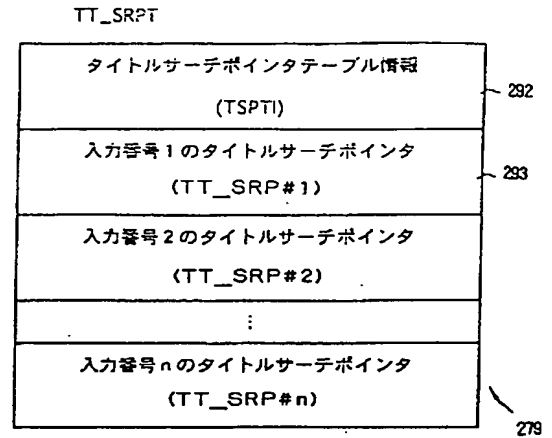 TT_SRPT
タイトルサーチポインタテーブル情報
(TSPTI)
292
入力番号1のタイトルサーチポインタ
(TT_SRP#1)
293
入力番号2のタイトルサーチポインタ
(TT_SRP#2)
⋮
入力番号nのタイトルサーチポインタ
(TT_SRP#n)
279